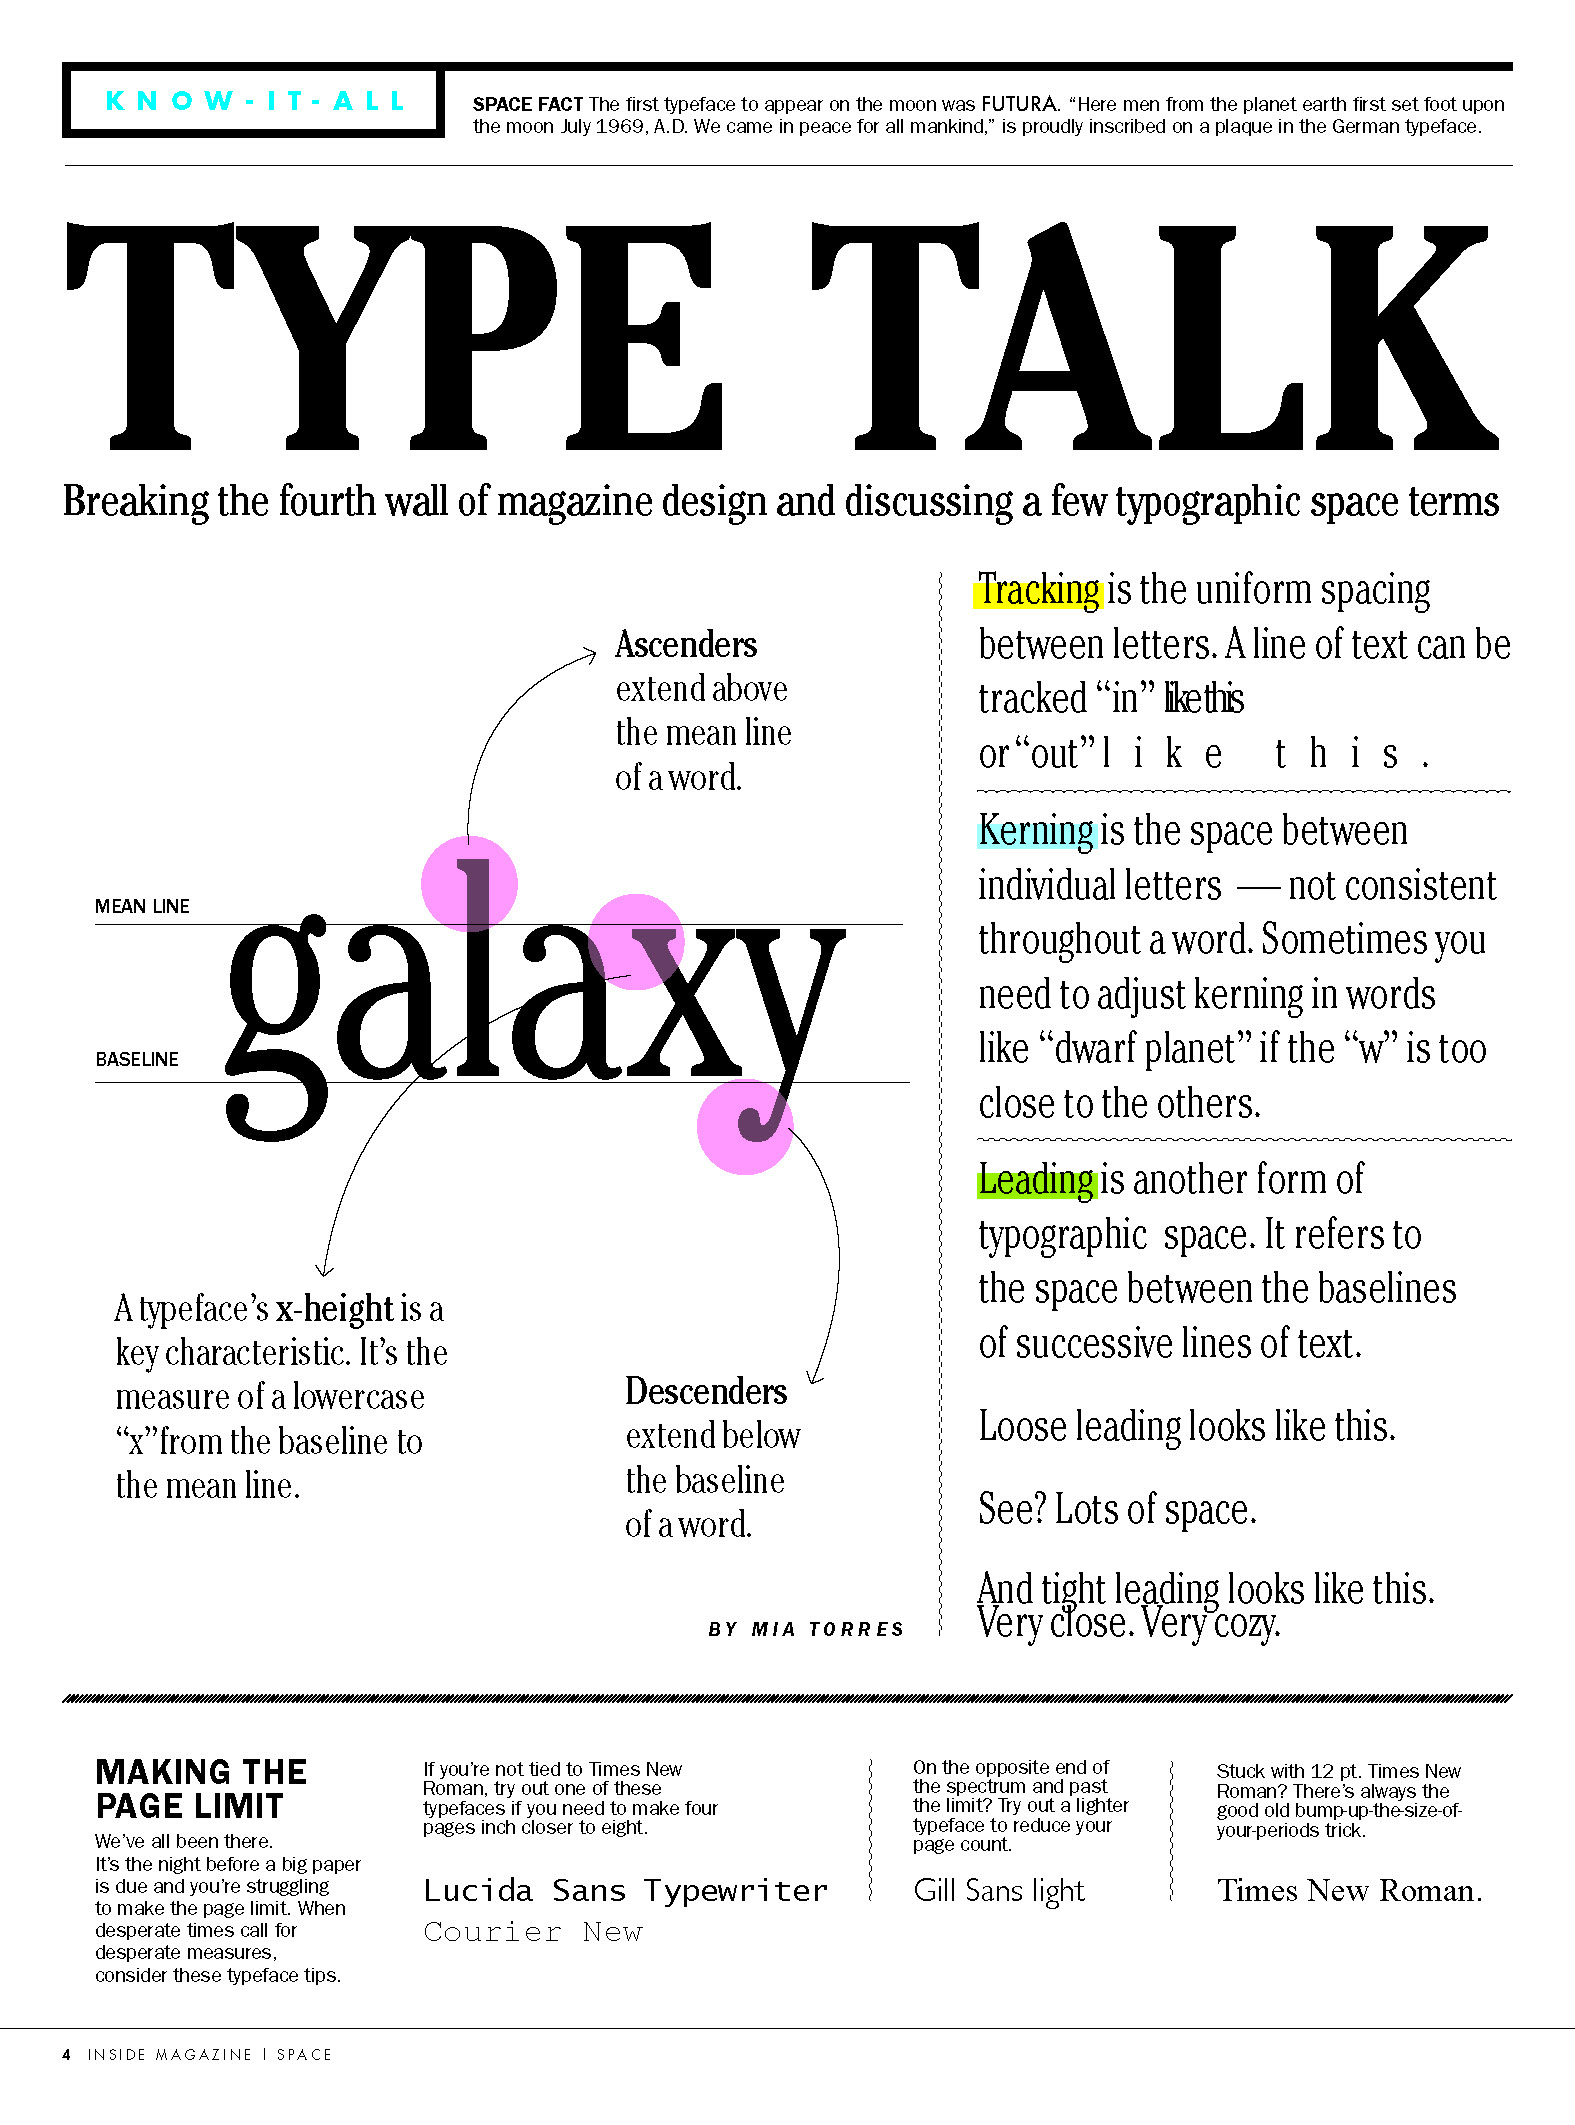 KNOW-IT-ALL
SPACE FACT The first typeface to appear on the moon was FUTURA. “Here men from the planet earth first set foot upon
the moon July 1969, A.D. We came in peace for all mankind,” is proudly inscribed on a plaque in the German typeface.
TYPE TALK
Breaking the fourth wall of magazine design and discussing a few typographic space terms
Ascenders
extend above
the mean line
of a word.
MEAN LINE
galaxy
BASELINE
A typeface’s x-height is a
key characteristic. It’s the
measure of a lowercase
“x”from the baseline to
the mean line.
Descenders
extend below
the baseline
of a word.
BY MIA TORRES
Tracking is the uniform spacing
between letters. A line of text can be
tracked “in” like this
or “out” l i k e t h i s .
Kerning is the space between
individual letters — not consistent
throughout a word. Sometimes you
need to adjust kerning in words
like “dwarf planet” if the “w” is too
close to the others.
Leading is another form of
typographic space. It refers to
the space between the baselines
of successive lines of text.
Loose leading looks like this.
See? Lots of space.
And tight leading looks like this.
Very close. Very cozy.
MAKING THE
PAGE LIMIT
We’ve all been there.
It’s the night before a big paper
is due and you’re struggling
to make the page limit. When
desperate times call for
desperate measures,
consider these typeface tips.
If you’re not tied to Times New
Roman, try out one of these
typefaces if you need to make four
pages inch closer to eight.
Lucida Sans Typewriter
Courier New
On the opposite end of
the spectrum and past
the limit? Try out a lighter
typeface to reduce your
page count.
Gill Sans light
Stuck with 12 pt. Times New
Roman? There’s always the
good old bump-up-the-size-of-
your-periods trick.
Times New Roman.
4 INSIDE MAGAZINE | SPACE